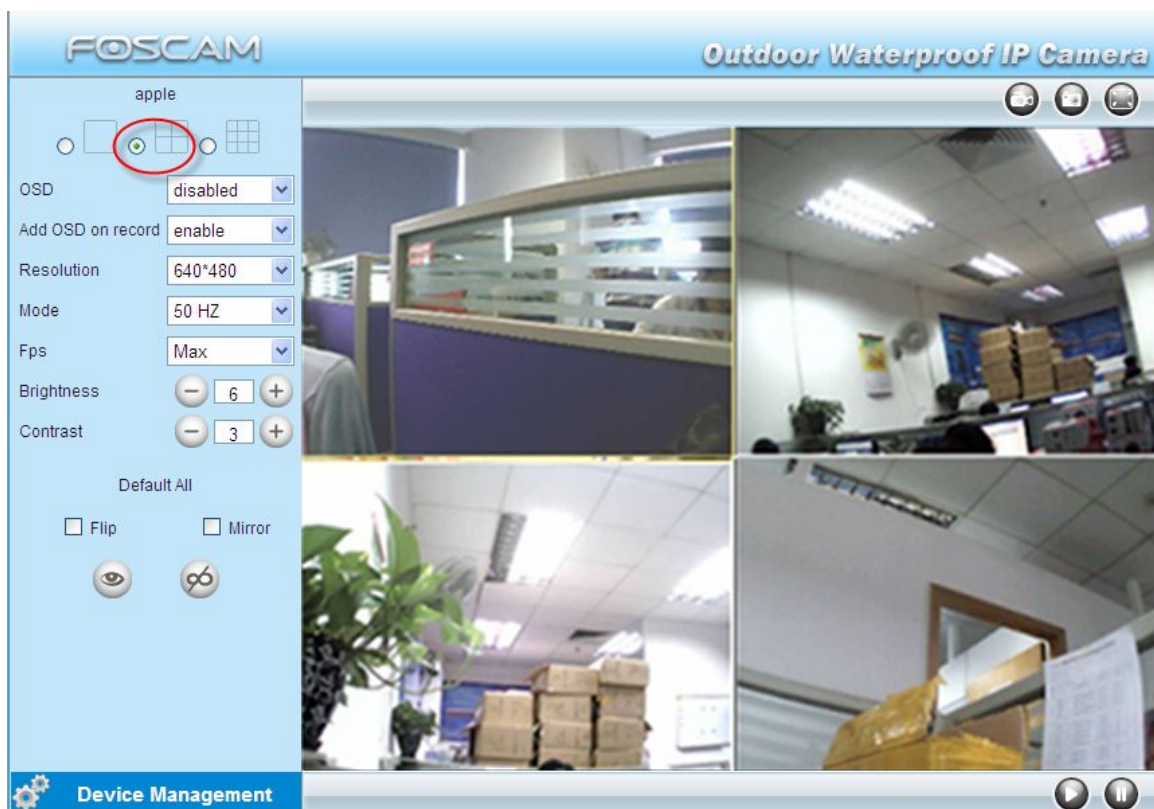 FOSCAM
Outdoor Waterproof IP Camera
apple
OSD disabled
Add OSD on record enable
Resolution 640*480
Mode 50 HZ
Fps Max
Brightness 6
Contrast 3
Default All
Flip Mirror
Device Management